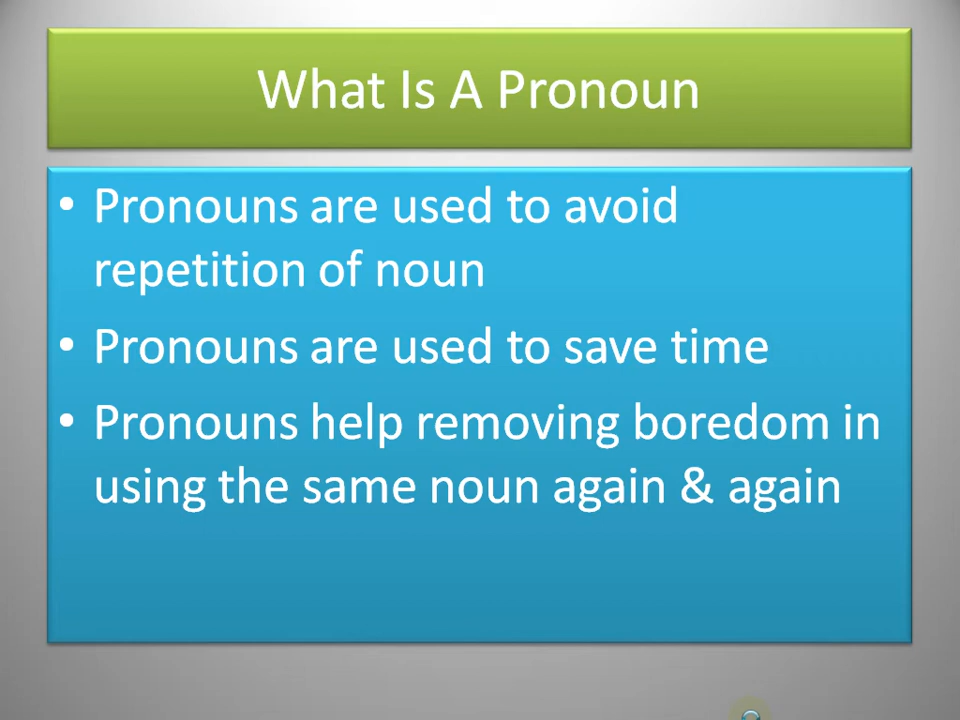 What Is A Pronoun
• Pronouns are used to avoid
repetition of noun
• Pronouns are used to save time
• Pronouns help removing boredom in
using the same noun again & again